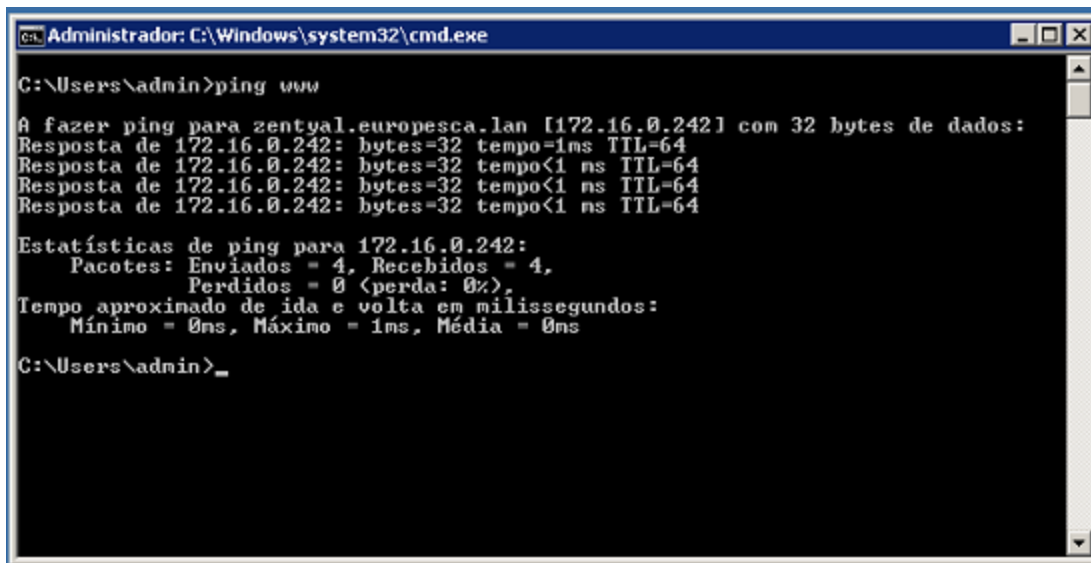 Administrador: C:\Windows\system32\cmd.exe
C:\Users\admin>ping www
A fazer ping para zentyal.europesca.lan [172.16.0.242] com 32 bytes de dados:
Resposta de 172.16.0.242: bytes=32 tempo=1ms TTL=64
Resposta de 172.16.0.242: bytes=32 tempo<1 ms TTL=64
Resposta de 172.16.0.242: bytes=32 tempo<1 ms TTL=64
Resposta de 172.16.0.242: bytes=32 tempo<1 ms TTL=64
Estatísticas de ping para 172.16.0.242:
Pacotes: Enviados = 4, Recebidos = 4,
Perdidos = 0 (perda: 0%),
Tempo aproximado de ida e volta em milissegundos:
Mínimo = 0ms, Máximo = 1ms, Média = 0ms
C:\Users\admin>_